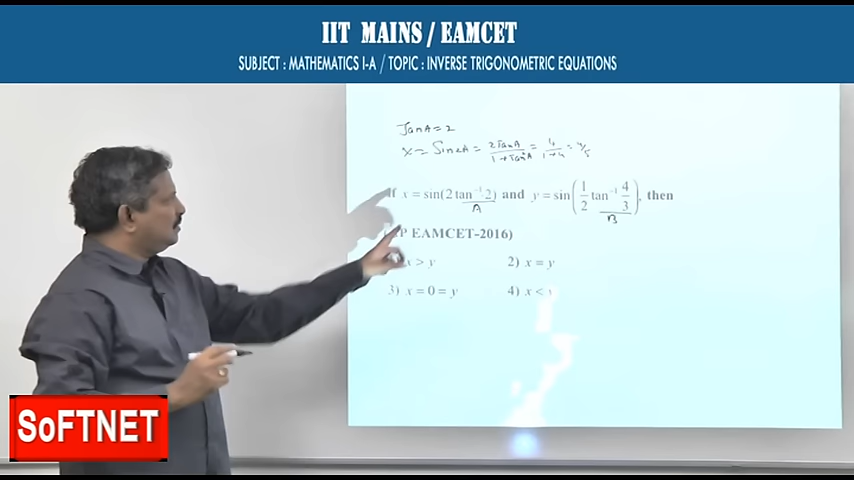 IIT MAINS / EAMCET
SUBJECT : MATHEMATICS I-A / TOPIC : INVERSE TRIGONOMETRIC EQUATIONS
TanA = 2
x = Sin2A = 2TanA/1+Tan²A = 4/1+4 = 4/5
If x = sin(2 tan⁻¹ 2) and y = sin(1/2 tan⁻¹ 4/3), then
A B
EAMCET-2016)
x > y 2) x = y
3) x = 0 = y 4) x < y
SoFTNET